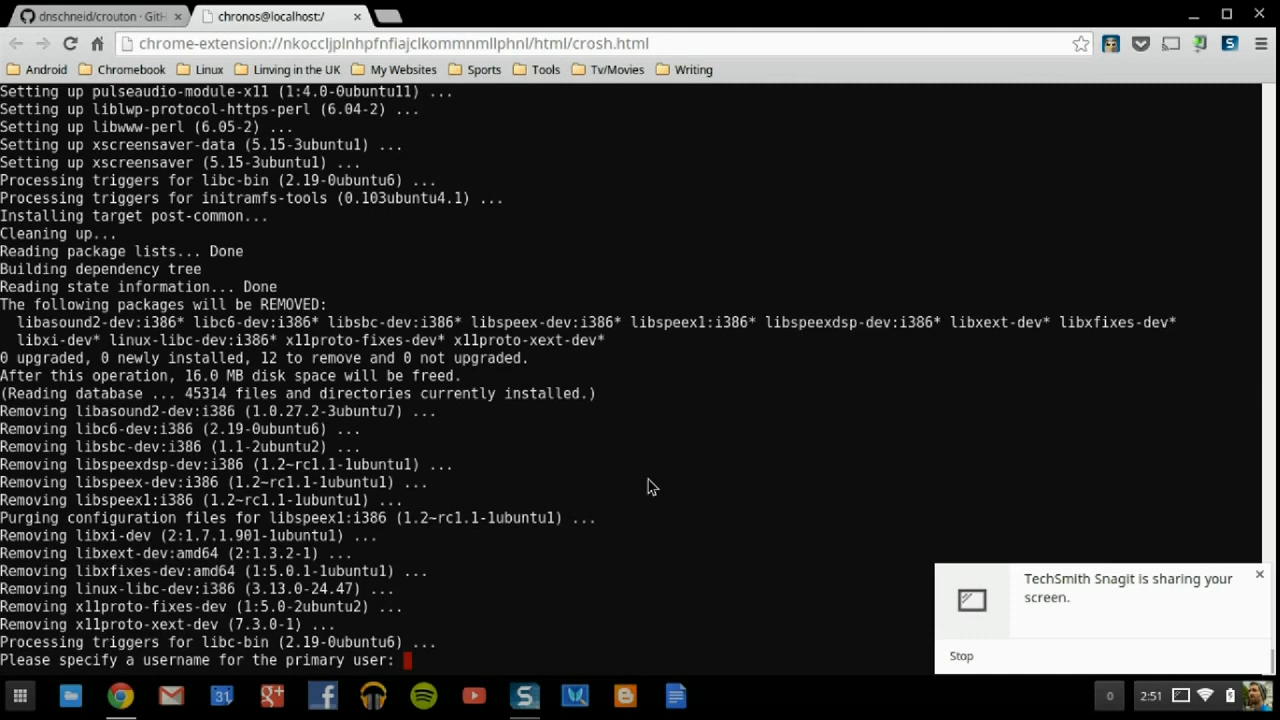 dnschneid/crouton · GitH
chronos@localhost:/
chrome-extension://nkoccljplnhpfnfiajclkommnmllphnl/html/crosh.html
Android Chromebook Linux Linving in the UK My Websites Sports Tools Tv/Movies Writing
Setting up pulseaudio-module-x11 (1:4.0-0ubuntu11) ...
Setting up liblwp-protocol-https-perl (6.04-2) ...
Setting up libwww-perl (6.05-2) ...
Setting up xscreensaver-data (5.15-3ubuntu1) ...
Setting up xscreensaver (5.15-3ubuntu1) ...
Processing triggers for libc-bin (2.19-0ubuntu6) ...
Processing triggers for initramfs-tools (0.103ubuntu4.1) ...
Installing target post-common...
Cleaning up...
Reading package lists... Done
Building dependency tree
Reading state information... Done
The following packages will be REMOVED:
libasound2-dev:i386* libc6-dev:i386* libsbc-dev:i386* libspeex-dev:i386* libspeex1:i386* libspeexdsp-dev:i386* libxext-dev* libxfixes-dev*
libxi-dev* linux-libc-dev:i386* x11proto-fixes-dev* x11proto-xext-dev*
0 upgraded, 0 newly installed, 12 to remove and 0 not upgraded.
After this operation, 16.0 MB disk space will be freed.
(Reading database ... 45314 files and directories currently installed.)
Removing libasound2-dev:i386 (1.0.27.2-3ubuntu7) ...
Removing libc6-dev:i386 (2.19-0ubuntu6) ...
Removing libsbc-dev:i386 (1.1-2ubuntu2) ...
Removing libspeexdsp-dev:i386 (1.2~rc1.1-1ubuntu1) ...
Removing libspeex-dev:i386 (1.2~rc1.1-1ubuntu1) ...
Removing libspeex1:i386 (1.2~rc1.1-1ubuntu1) ...
Purging configuration files for libspeex1:i386 (1.2~rc1.1-1ubuntu1) ...
Removing libxi-dev (2:1.7.1.901-1ubuntu1) ...
Removing libxext-dev:amd64 (2:1.3.2-1) ...
Removing libxfixes-dev:amd64 (1:5.0.1-1ubuntu1) ...
Removing linux-libc-dev:i386 (3.13.0-24.47) ...
Removing x11proto-fixes-dev (1:5.0-2ubuntu2) ...
Removing x11proto-xext-dev (7.3.0-1) ...
Processing triggers for libc-bin (2.19-0ubuntu6) ...
Please specify a username for the primary user:
TechSmith Snagit is sharing your
screen.
Stop
31
0
2:51